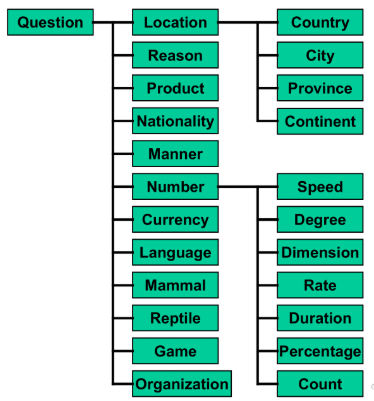 Question Location Country
Reason City
Product Province
Nationality Continent
Manner
Number Speed
Currency Degree
Language Dimension
Mammal Rate
Reptile Duration
Game Percentage
Organization Count